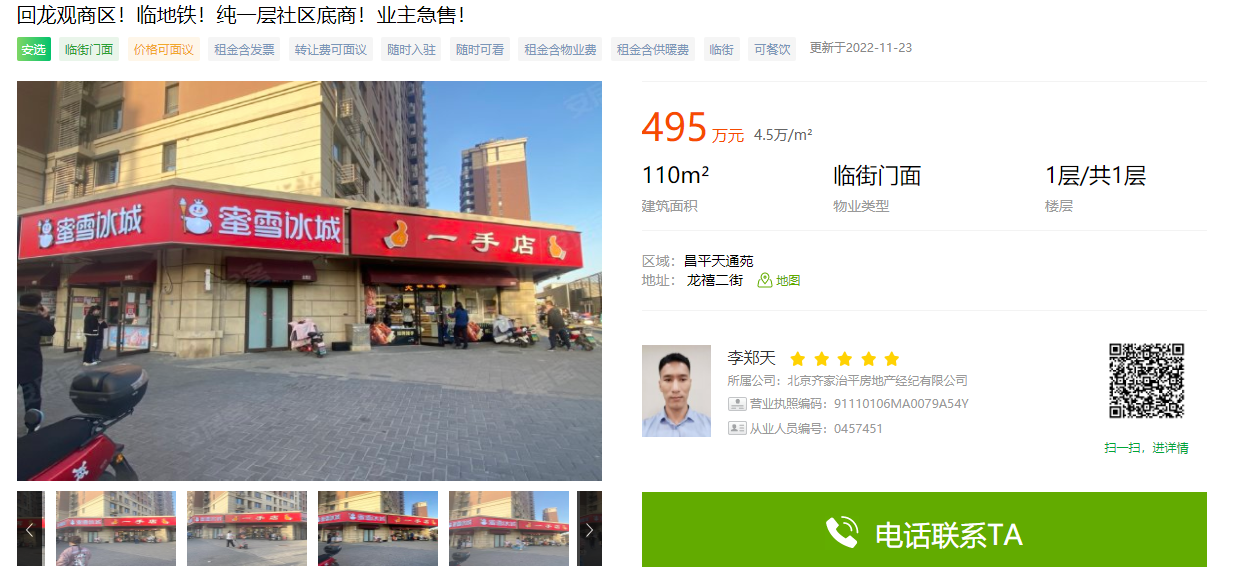 回龙观商区！临地铁！纯一层社区底商！业主急售！
安选 临街门面 价格可面议 租金含发票 转让费可面议 随时入驻 随时可看 租金含物业费 租金含供暖费 临街 可餐饮 更新于2022-11-23
蜜雪冰城 蜜雪冰城 一手店
495 万元 4.5万/m²
110m² 临街门面 1层/共1层
建筑面积 物业类型 楼层
区域： 昌平天通苑
地址： 龙禧二街 地图
李郑天
所属公司：北京齐家治平房地产经纪有限公司
营业执照编码：91110106MA0079A54Y
从业人员编号：0457451
扫一扫，进详情
电话联系TA